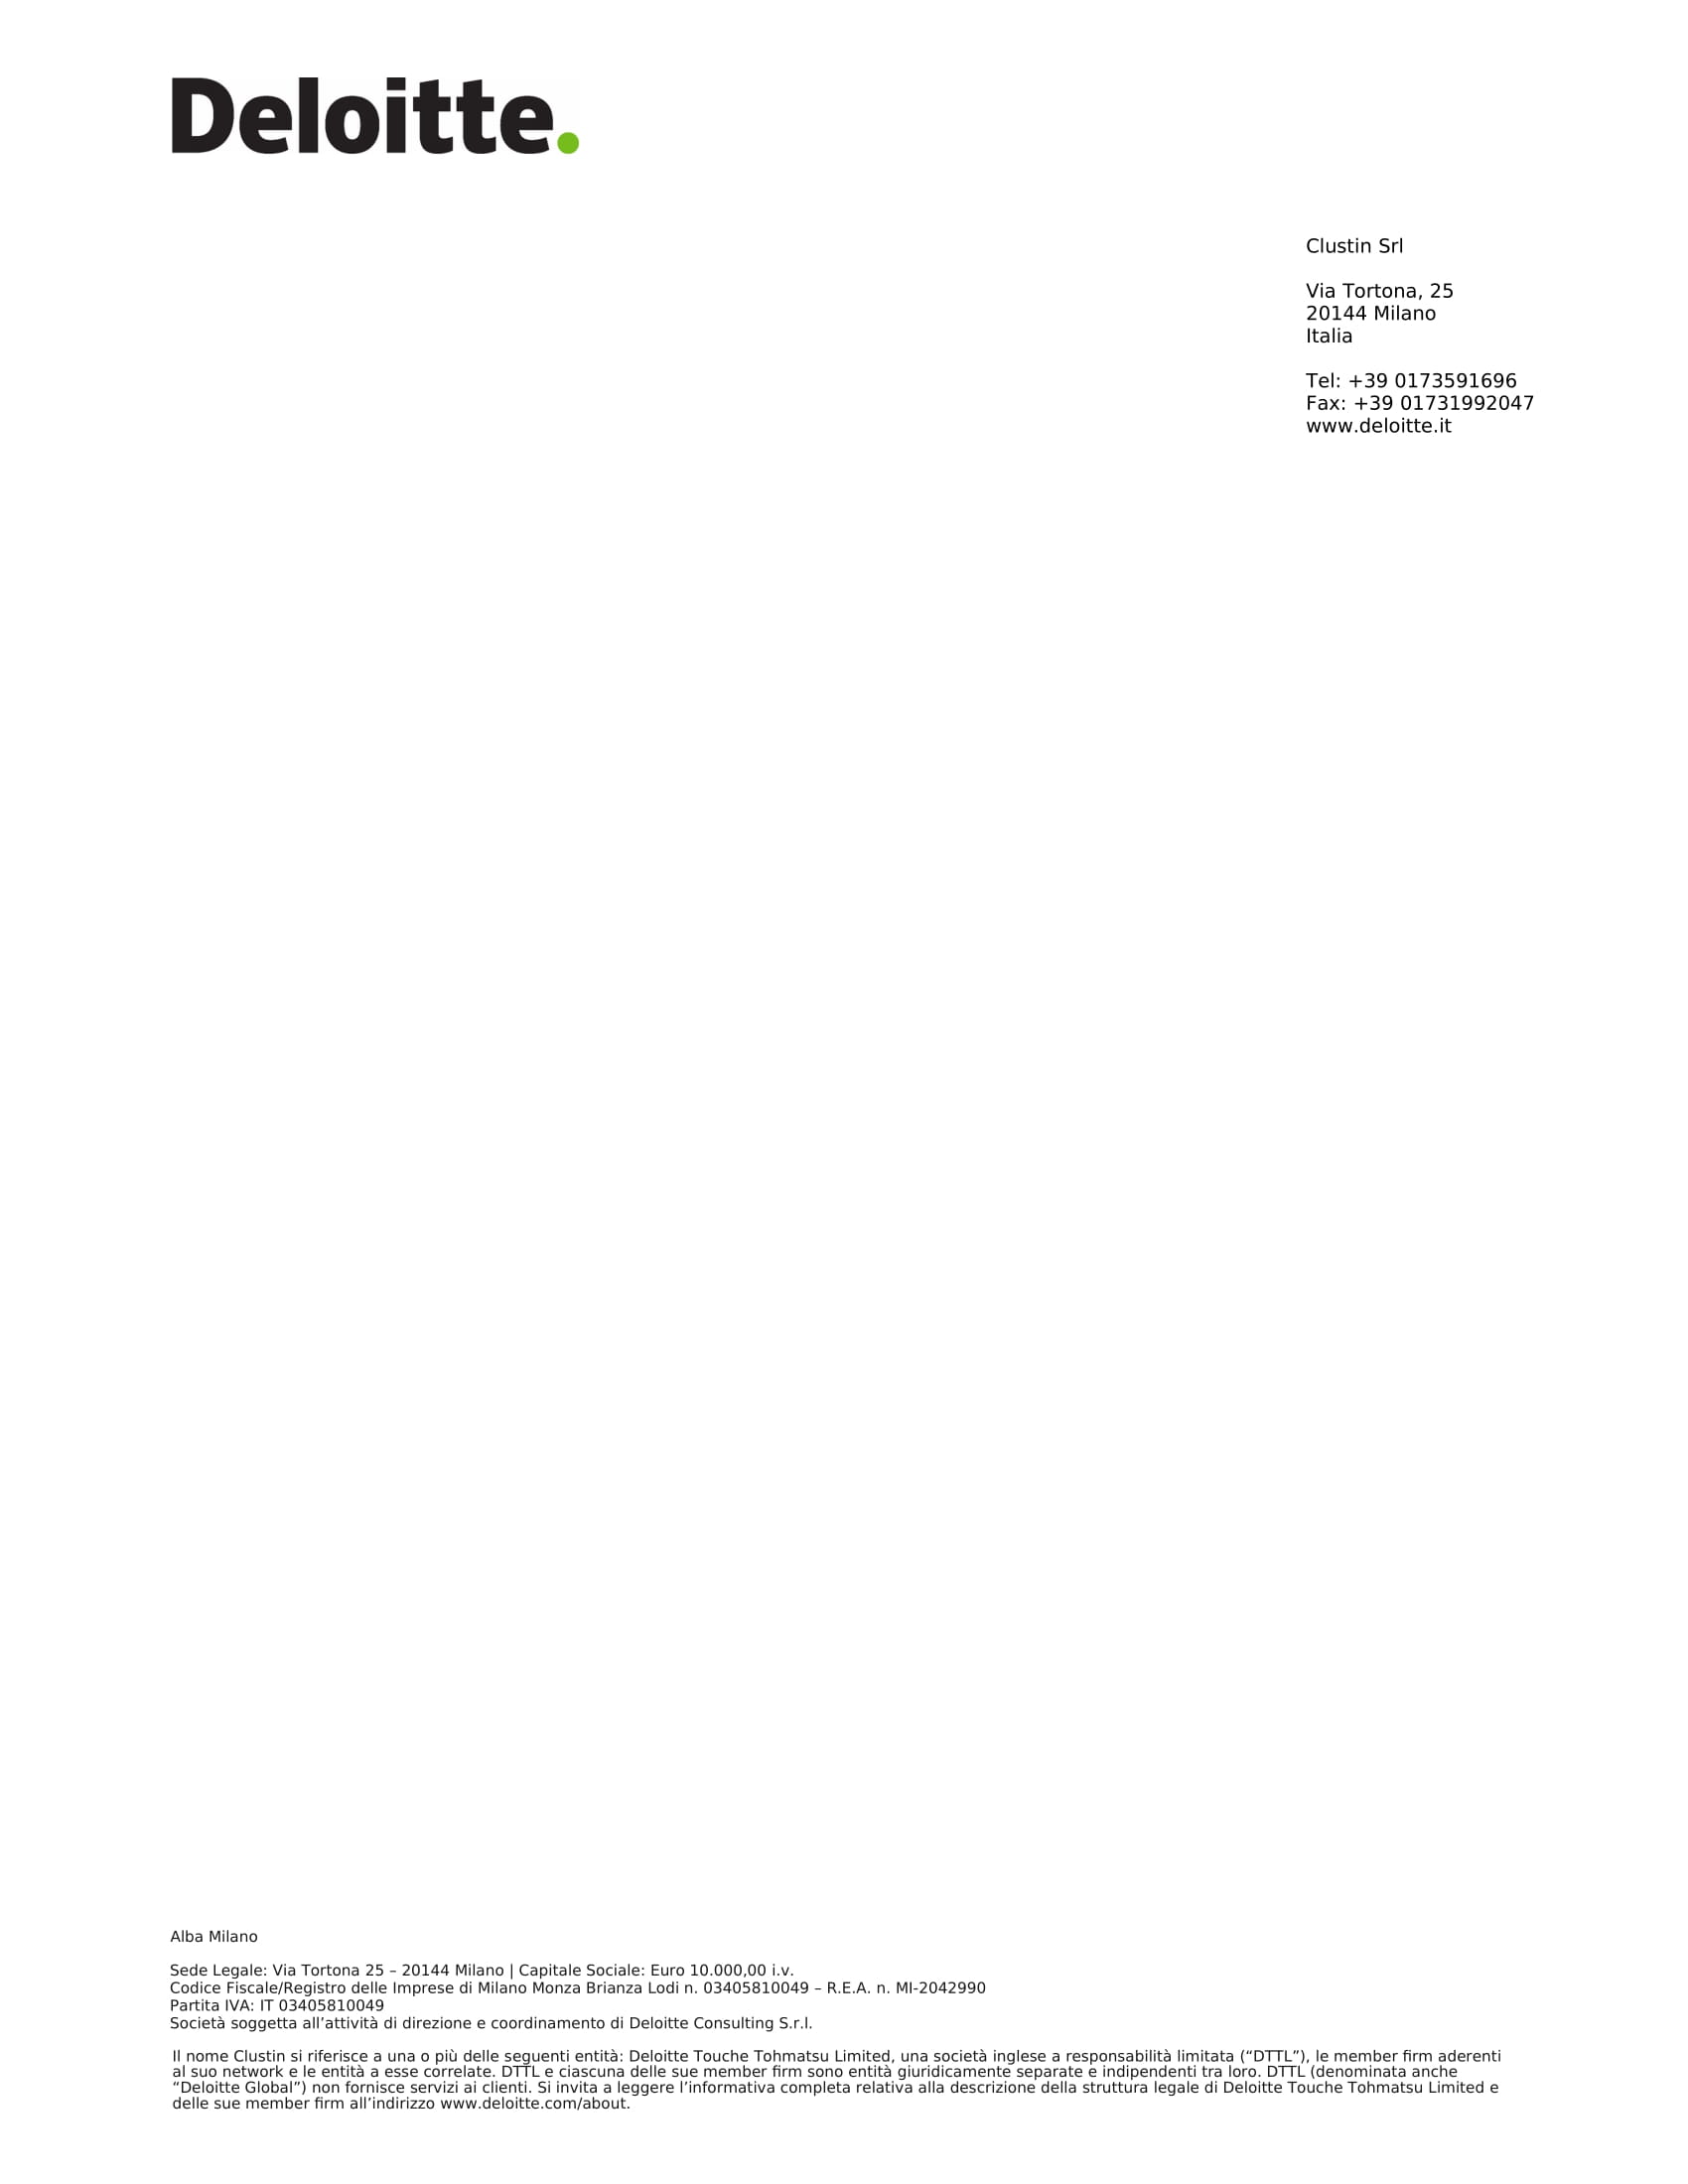 Deloitte.
Clustin Srl
Via Tortona, 25
20144 Milano
Italia
Tel: +39 0173591696
Fax: +39 01731992047
www.deloitte.it
Alba Milano
Sede Legale: Via Tortona 25 – 20144 Milano | Capitale Sociale: Euro 10.000,00 i.v.
Codice Fiscale/Registro delle Imprese di Milano Monza Brianza Lodi n. 03405810049 – R.E.A. n. MI-2042990
Partita IVA: IT 03405810049
Società soggetta all’attività di direzione e coordinamento di Deloitte Consulting S.r.l.
Il nome Clustin si riferisce a una o più delle seguenti entità: Deloitte Touche Tohmatsu Limited, una società inglese a responsabilità limitata (“DTTL”), le member firm aderenti
al suo network e le entità a esse correlate. DTTL e ciascuna delle sue member firm sono entità giuridicamente separate e indipendenti tra loro. DTTL (denominata anche
“Deloitte Global”) non fornisce servizi ai clienti. Si invita a leggere l’informativa completa relativa alla descrizione della struttura legale di Deloitte Touche Tohmatsu Limited e
delle sue member firm all’indirizzo www.deloitte.com/about.